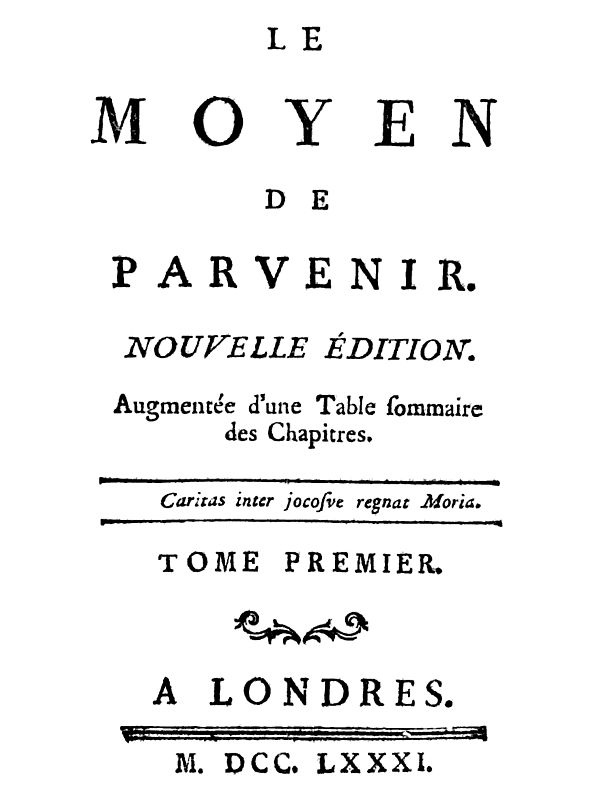 LE
MOYEN
DE
PARVENIR.
NOUVELLE ÉDITION.
Augmentée d'une Table ſommaire
des Chapitres.
Caritas inter jocoſve regnat Moria.
TOME PREMIER.
A LONDRES.
M. DCC. LXXXI.